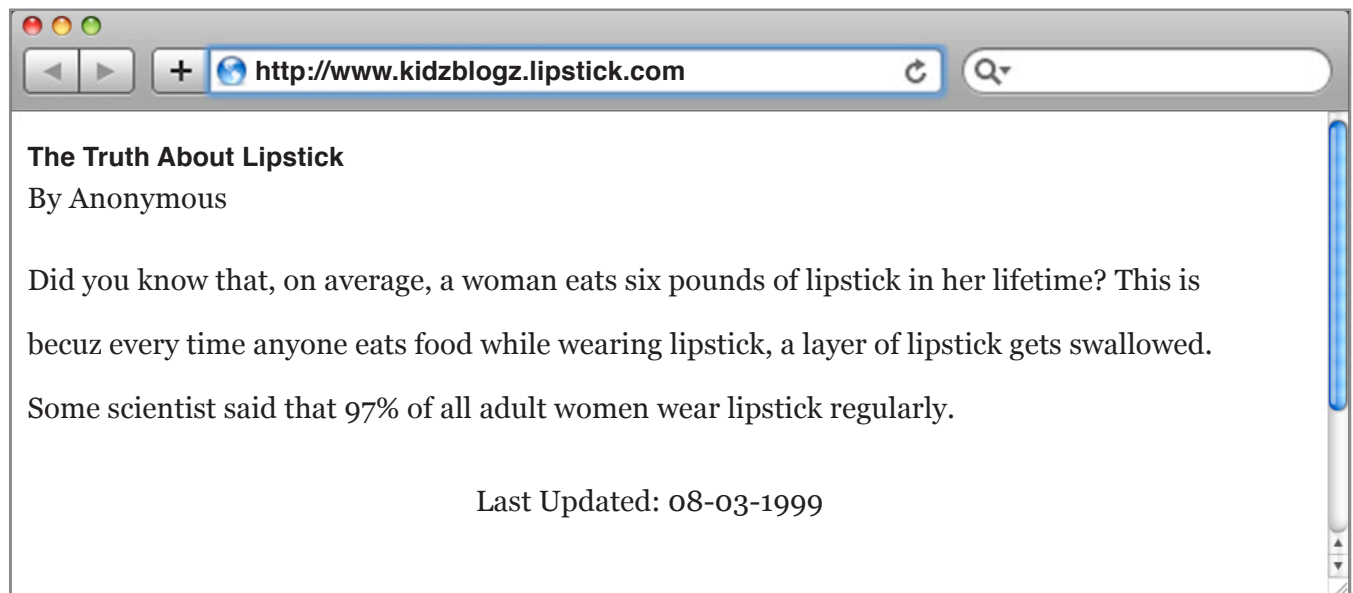 http://www.kidzblogz.lipstick.com
The Truth About Lipstick
By Anonymous
Did you know that, on average, a woman eats six pounds of lipstick in her lifetime? This is
becuz every time anyone eats food while wearing lipstick, a layer of lipstick gets swallowed.
Some scientist said that 97% of all adult women wear lipstick regularly.
Last Updated: 08-03-1999